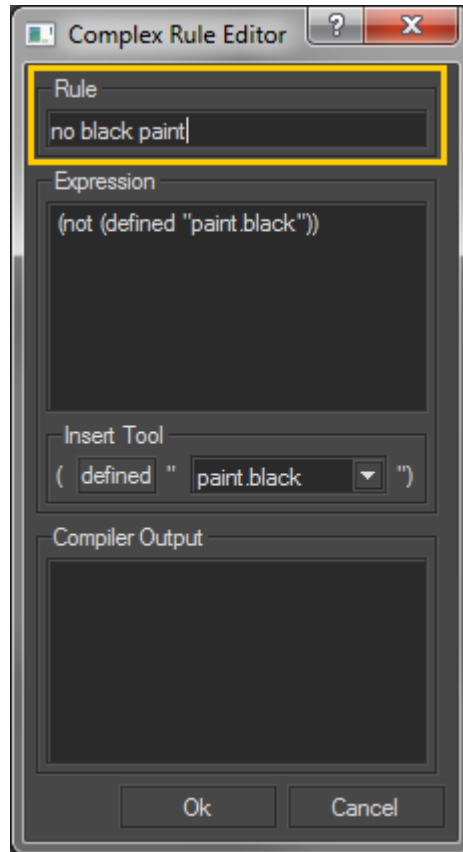 Complex Rule Editor ? X
Rule
no black paint
Expression
(not (defined "paint.black"))
Insert Tool
( defined " paint.black ")
Compiler Output
Ok Cancel